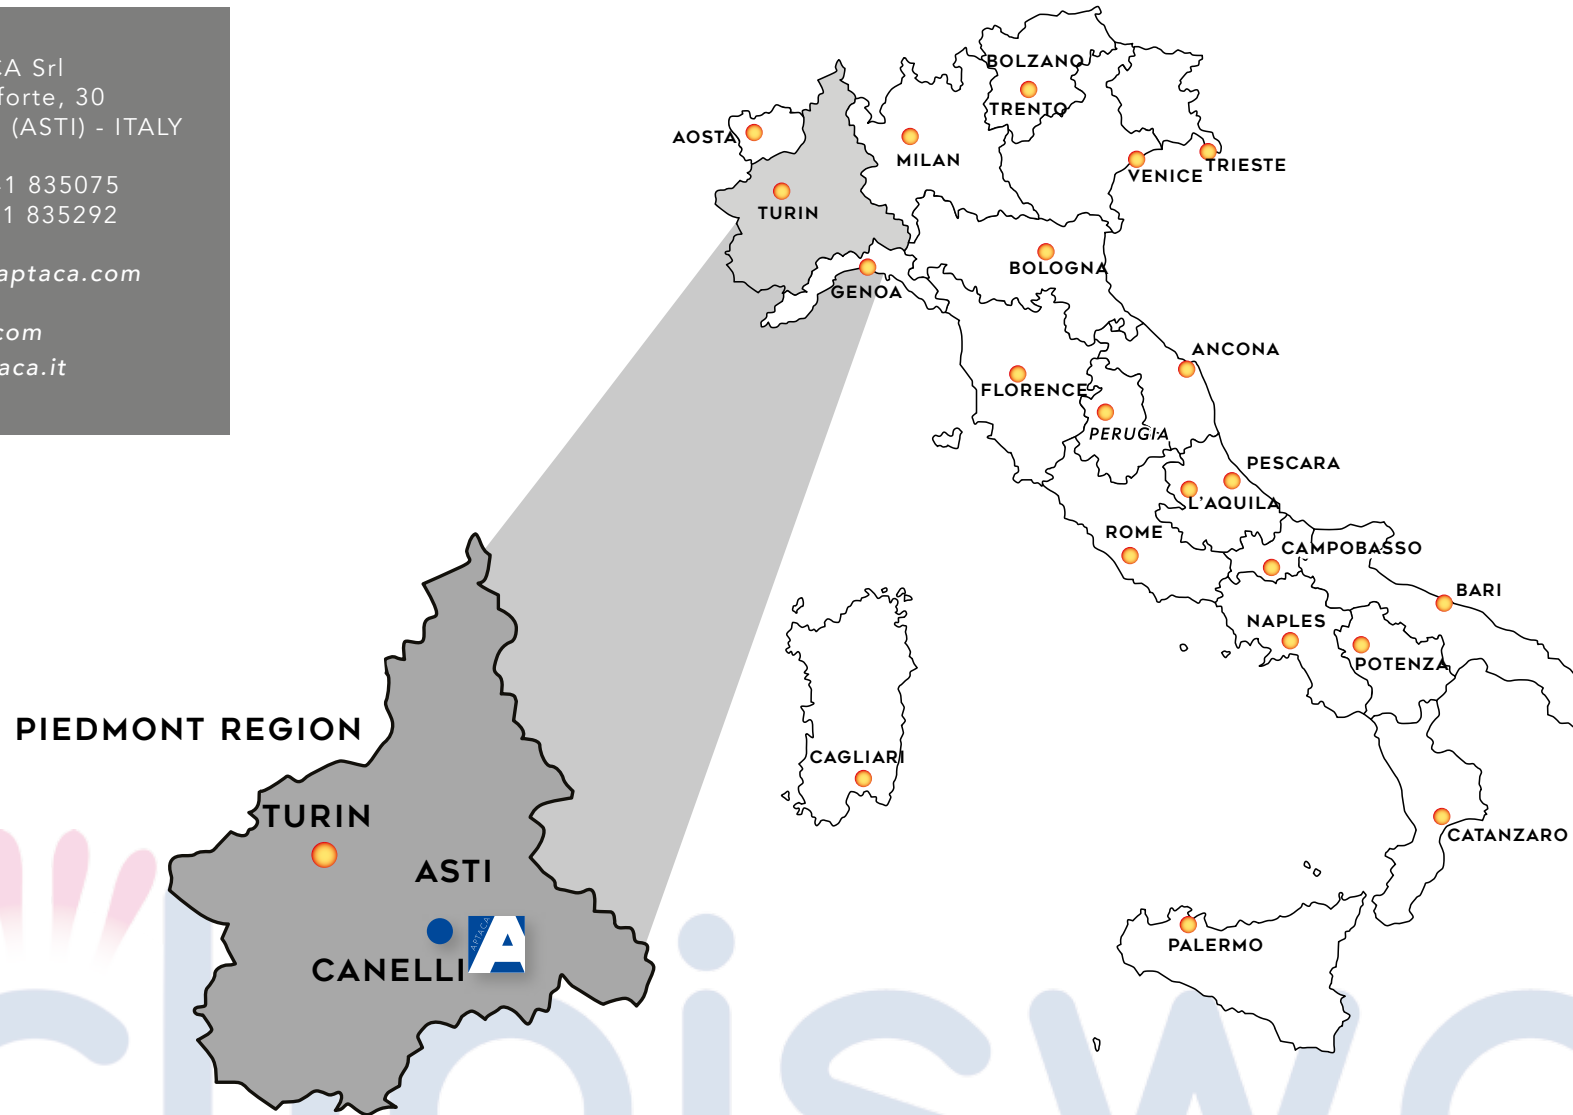 CA Srl
forte, 30
(ASTI) - ITALY
1 835075
1 835292
aptaca.com
com
aca.it
BOLZANO
TRENTO
AOSTA
MILAN
VENICE
TRIESTE
TURIN
BOLOGNA
GENOA
ANCONA
FLORENCE
PERUGIA
PESCARA
L'AQUILA
ROME
CAMPOBASSO
BARI
NAPLES
POTENZA
CAGLIARI
CATANZARO
PALERMO
PIEDMONT REGION
TURIN
ASTI
APTACA
A
CANELLI